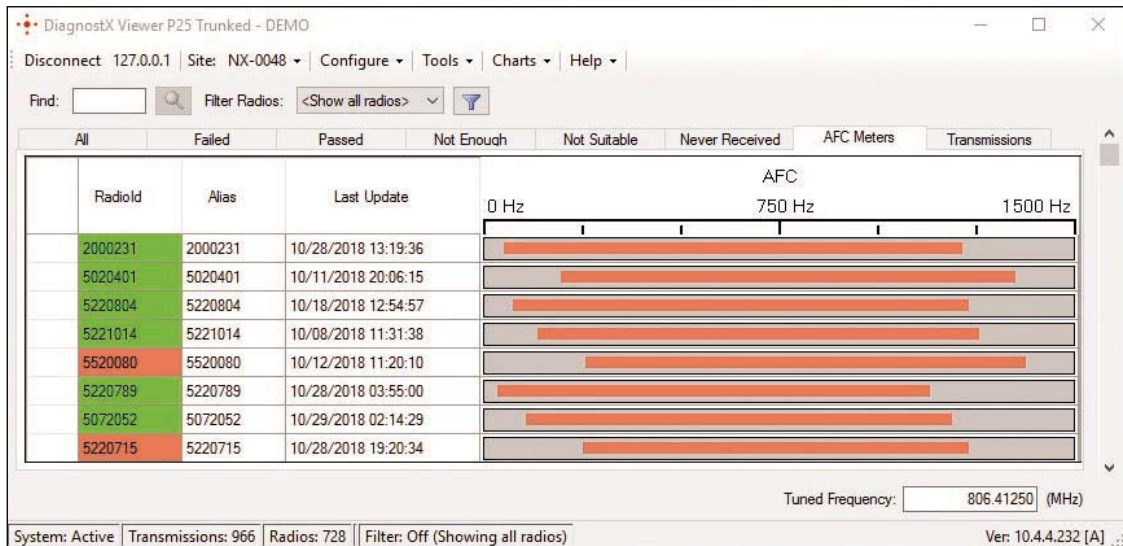 DiagnostX Viewer P25 Trunked - DEMO
Disconnect 127.0.0.1 Site: NX-0048 Configure Tools Charts Help
Find: Filter Radios: <Show all radios>
All Failed Passed Not Enough Not Suitable Never Received AFC Meters Transmissions
RadioId Alias Last Update AFC
0 Hz 750 Hz 1500 Hz
2000231 2000231 10/28/2018 13:19:36
5020401 5020401 10/11/2018 20:06:15
5220804 5220804 10/18/2018 12:54:57
5221014 5221014 10/08/2018 11:31:38
5520080 5520080 10/12/2018 11:20:10
5220789 5220789 10/28/2018 03:55:00
5072052 5072052 10/29/2018 02:14:29
5220715 5220715 10/28/2018 19:20:34
Tuned Frequency: 806.41250 (MHz)
System: Active Transmissions: 966 Radios: 728 Filter: Off (Showing all radios) Ver: 10.4.4.232 [A]